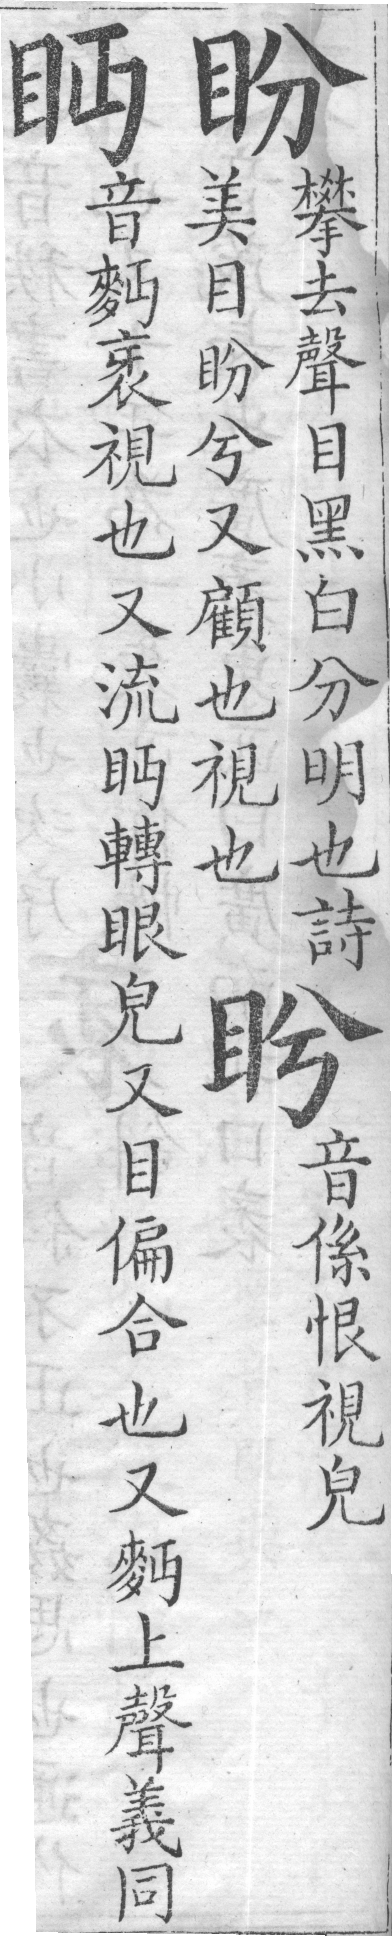 盼攀去聲目黑白分明也詩
美目盼兮又顧也視也
盻音係恨視皃
眄音麪衺視也又流眄轉眼皃又目偏合也又麪上聲義同